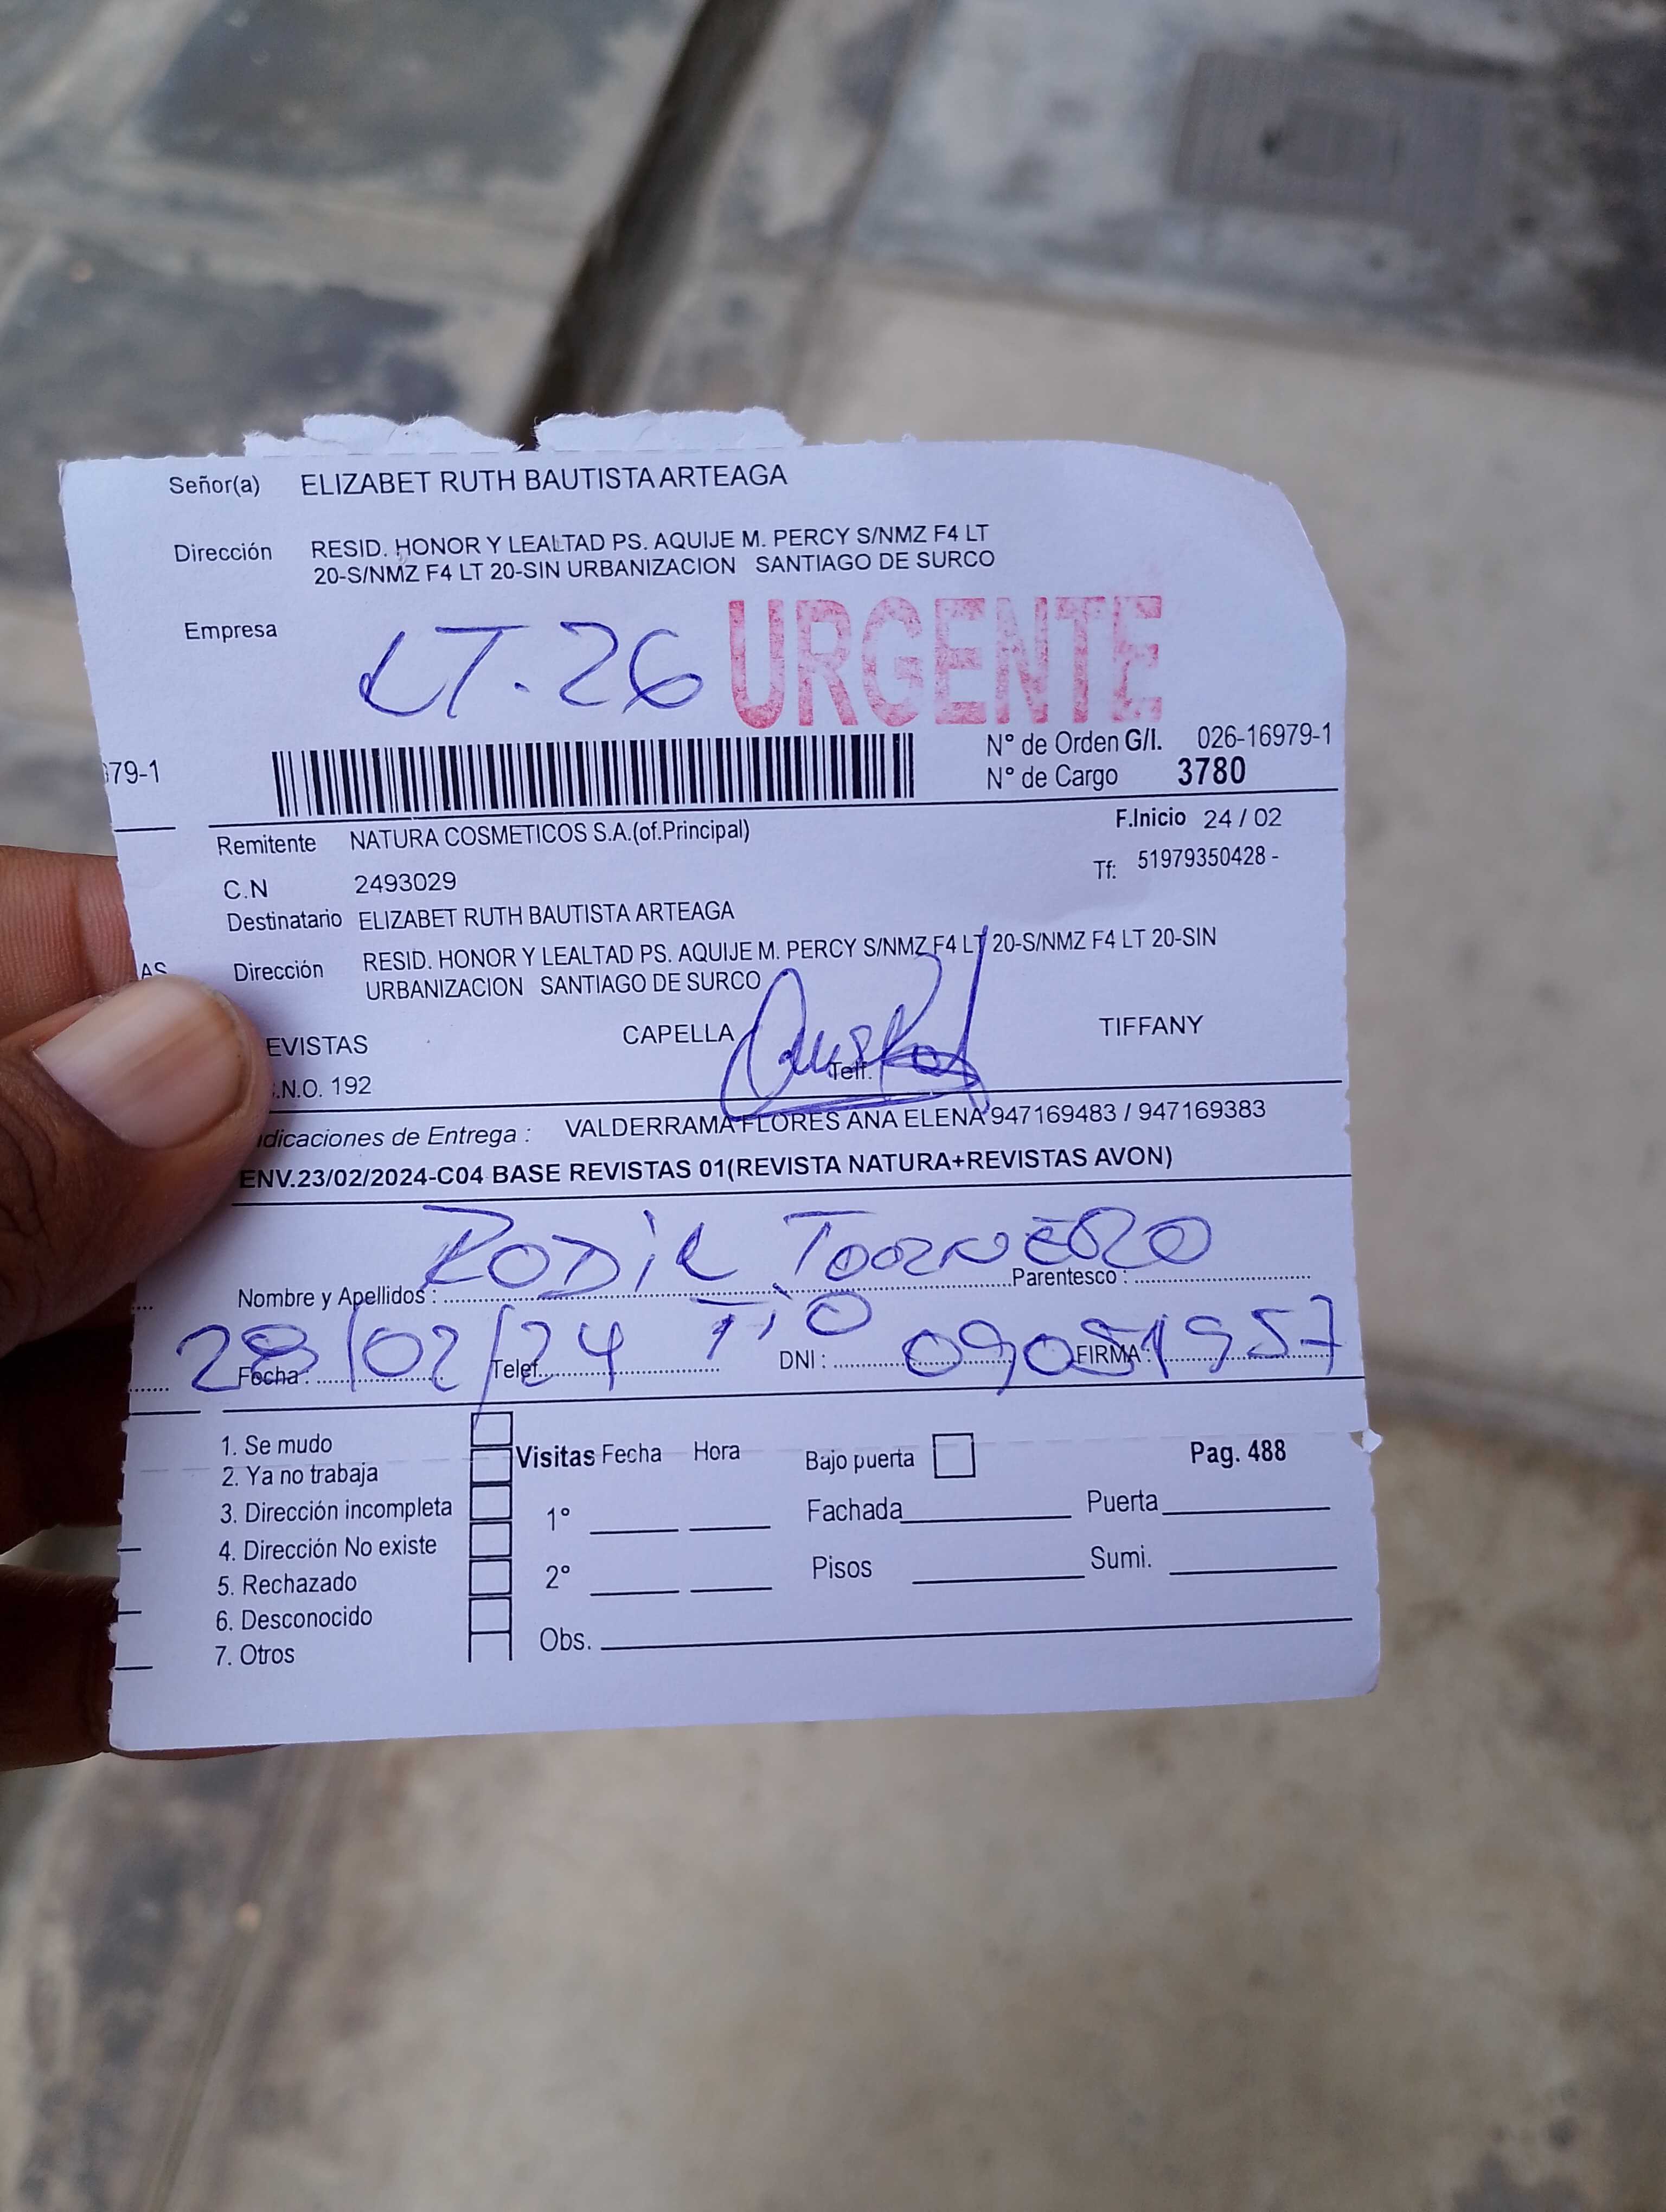 Señor(a) ELIZABET RUTH BAUTISTA ARTEAGA
Dirección RESID. HONOR Y LEALTAD PS. AQUIJE M. PERCY S/NMZ F4 LT
20-S/NMZ F4 LT 20-SIN URBANIZACION SANTIAGO DE SURCO
Empresa
LT. 26 URGENTE
79-1
N° de Orden G/I. 026-16979-1
N° de Cargo 3780
Remitente NATURA COSMETICOS S.A.(of.Principal) F.Inicio 24 / 02
C.N 2493029 Tf: 51979350428 -
Destinatario ELIZABET RUTH BAUTISTA ARTEAGA
AS Dirección RESID. HONOR Y LEALTAD PS. AQUIJE M. PERCY S/NMZ F4 LT 20-S/NMZ F4 LT 20-SIN
URBANIZACION SANTIAGO DE SURCO
EVISTAS CAPELLA TIFFANY
.N.O. 192 Telf.
dicaciones de Entrega : VALDERRAMA FLORES ANA ELENA 947169483 / 947169383
ENV.23/02/2024-C04 BASE REVISTAS 01(REVISTA NATURA+REVISTAS AVON)
Nombre y Apellidos : RODIL Parentesco :
TIO
Fecha : 28/02/24 Telef. DNI : FIRMA :
1. Se mudo
2. Ya no trabaja
3. Dirección incompleta
4. Dirección No existe
5. Rechazado
6. Desconocido
7. Otros
Visitas Fecha Hora Bajo puerta Pag. 488
1° Fachada Puerta
2° Pisos Sumi.
Obs.